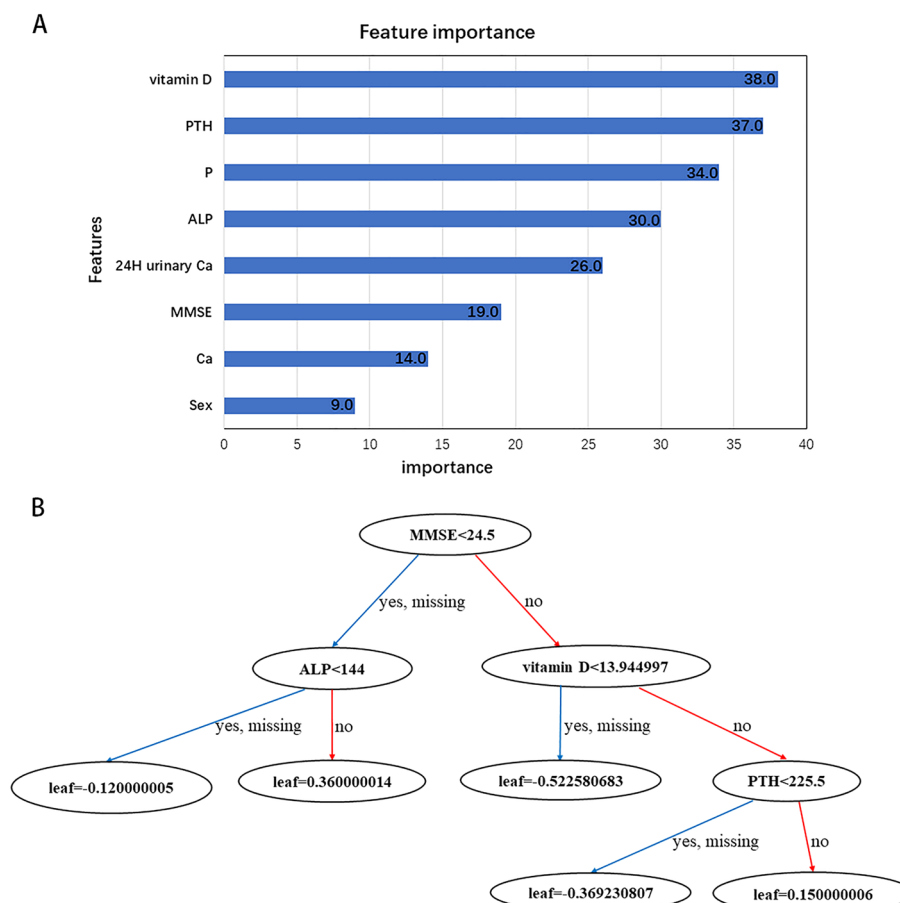 A
Feature importance
vitamin D
38.0
PTH
37.0
P
34.0
ALP
30.0
24H urinary Ca
26.0
MMSE
19.0
Ca
14.0
Sex
9.0
Features
0 5 10 15 20 25 30 35 40
importance
B
MMSE<24.5
yes, missing
no
ALP<144
vitamin D<13.944997
yes, missing
no
yes, missing
no
leaf=-0.120000005
leaf=0.360000014
leaf=-0.522580683
PTH<225.5
yes, missing
no
leaf=-0.369230807
leaf=0.150000006